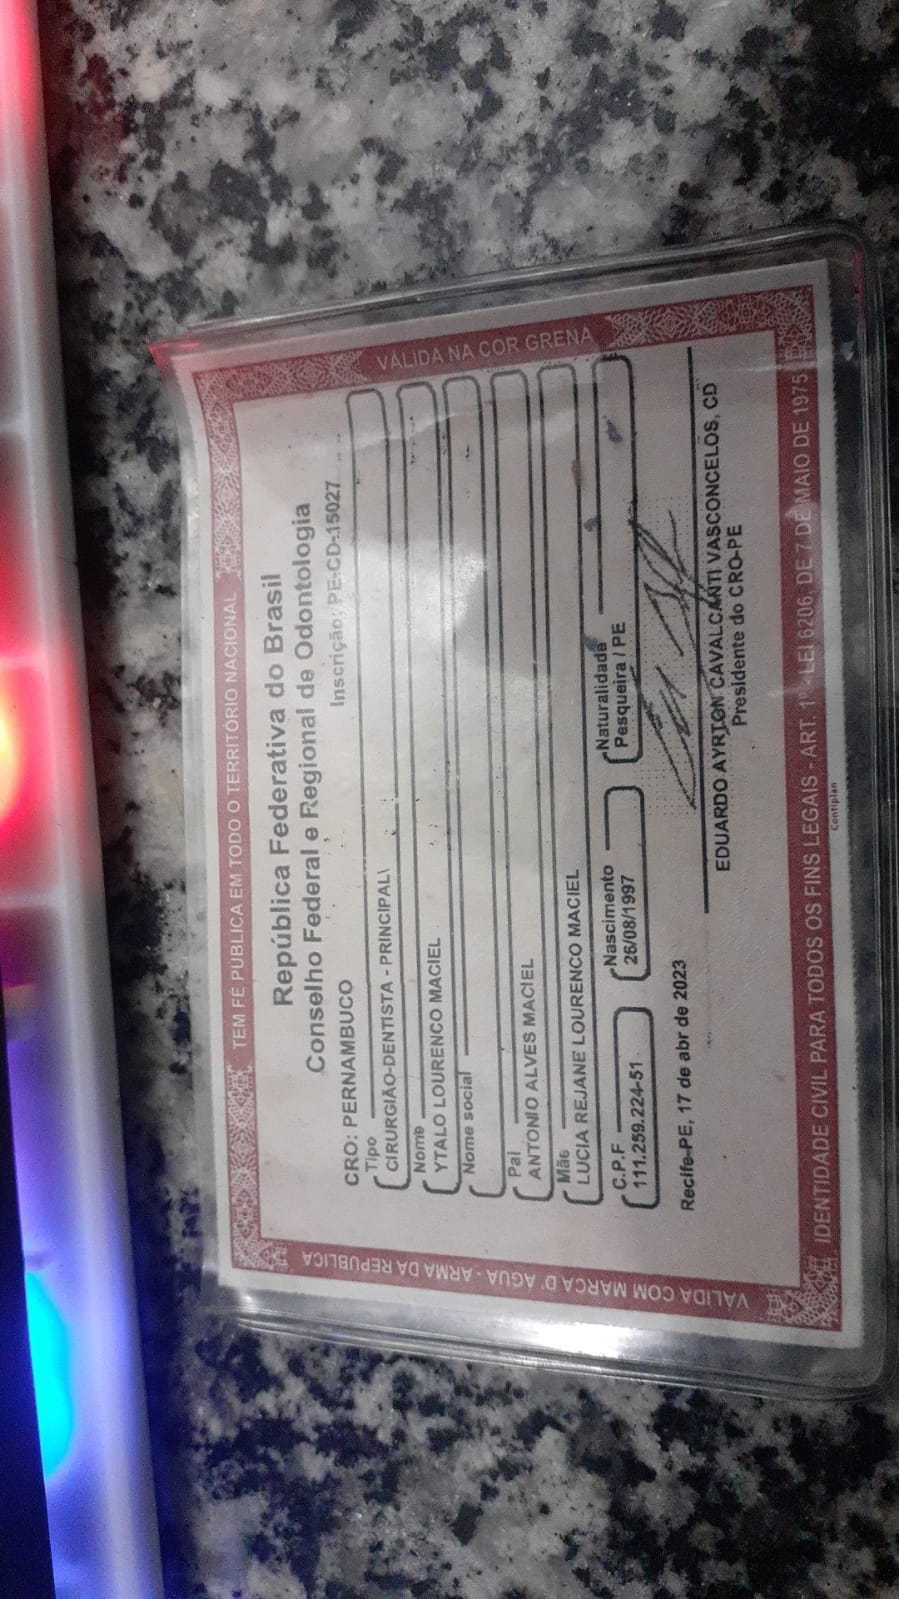 TEM FÉ PÚBLICA EM TODO O TERRITÓRIO NACIONAL
República Federativa do Brasil
Conselho Federal e Regional de Odontologia
CRO: PERNAMBUCO Inscrição: PE-CD-15027
Tipo
CIRURGIÃO-DENTISTA - PRINCIPAL\
Nome
YTALO LOURENCO MACIEL
Nome social
Pai
ANTONIO ALVES MACIEL
Mãe
LUCIA REJANE LOURENCO MACIEL
C.P.F Nascimento Naturalidade
111.259.224-51 26/08/1997 Pesqueira / PE
Recife-PE, 17 de abr de 2023
EDUARDO AYRTON CAVALCANTI VASCONCELOS, CD
Presidente do CRO-PE
VÁLIDA COM MARCA D'ÁGUA - ARMA DA REPUBLICA
VÁLIDA NA COR GRENÁ
IDENTIDADE CIVIL PARA TODOS OS FINS LEGAIS - ART. 1º - LEI 6206, DE 7 DE MAIO DE 1975
Contiplan